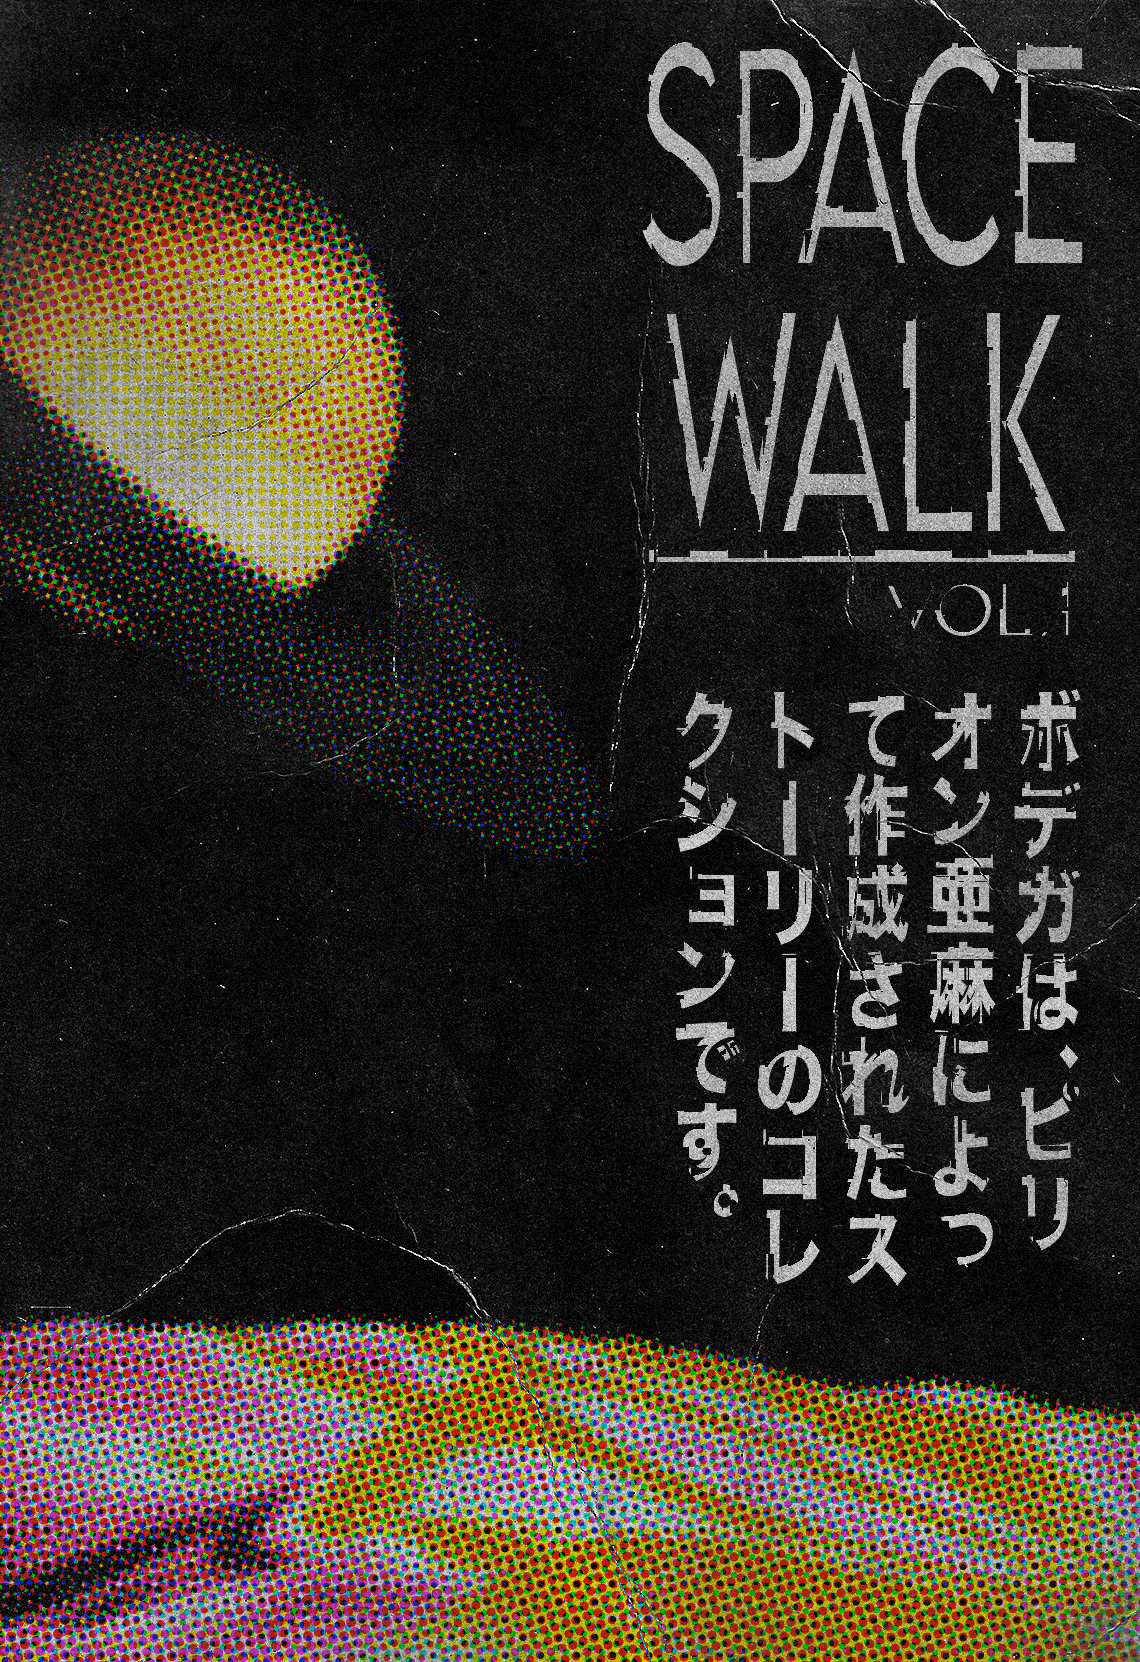 SPACE
WALK
VOL.1
ボデガは、ビリ
オン亜麻によっ
て作成されたス
トーリーのコレ
クションです。